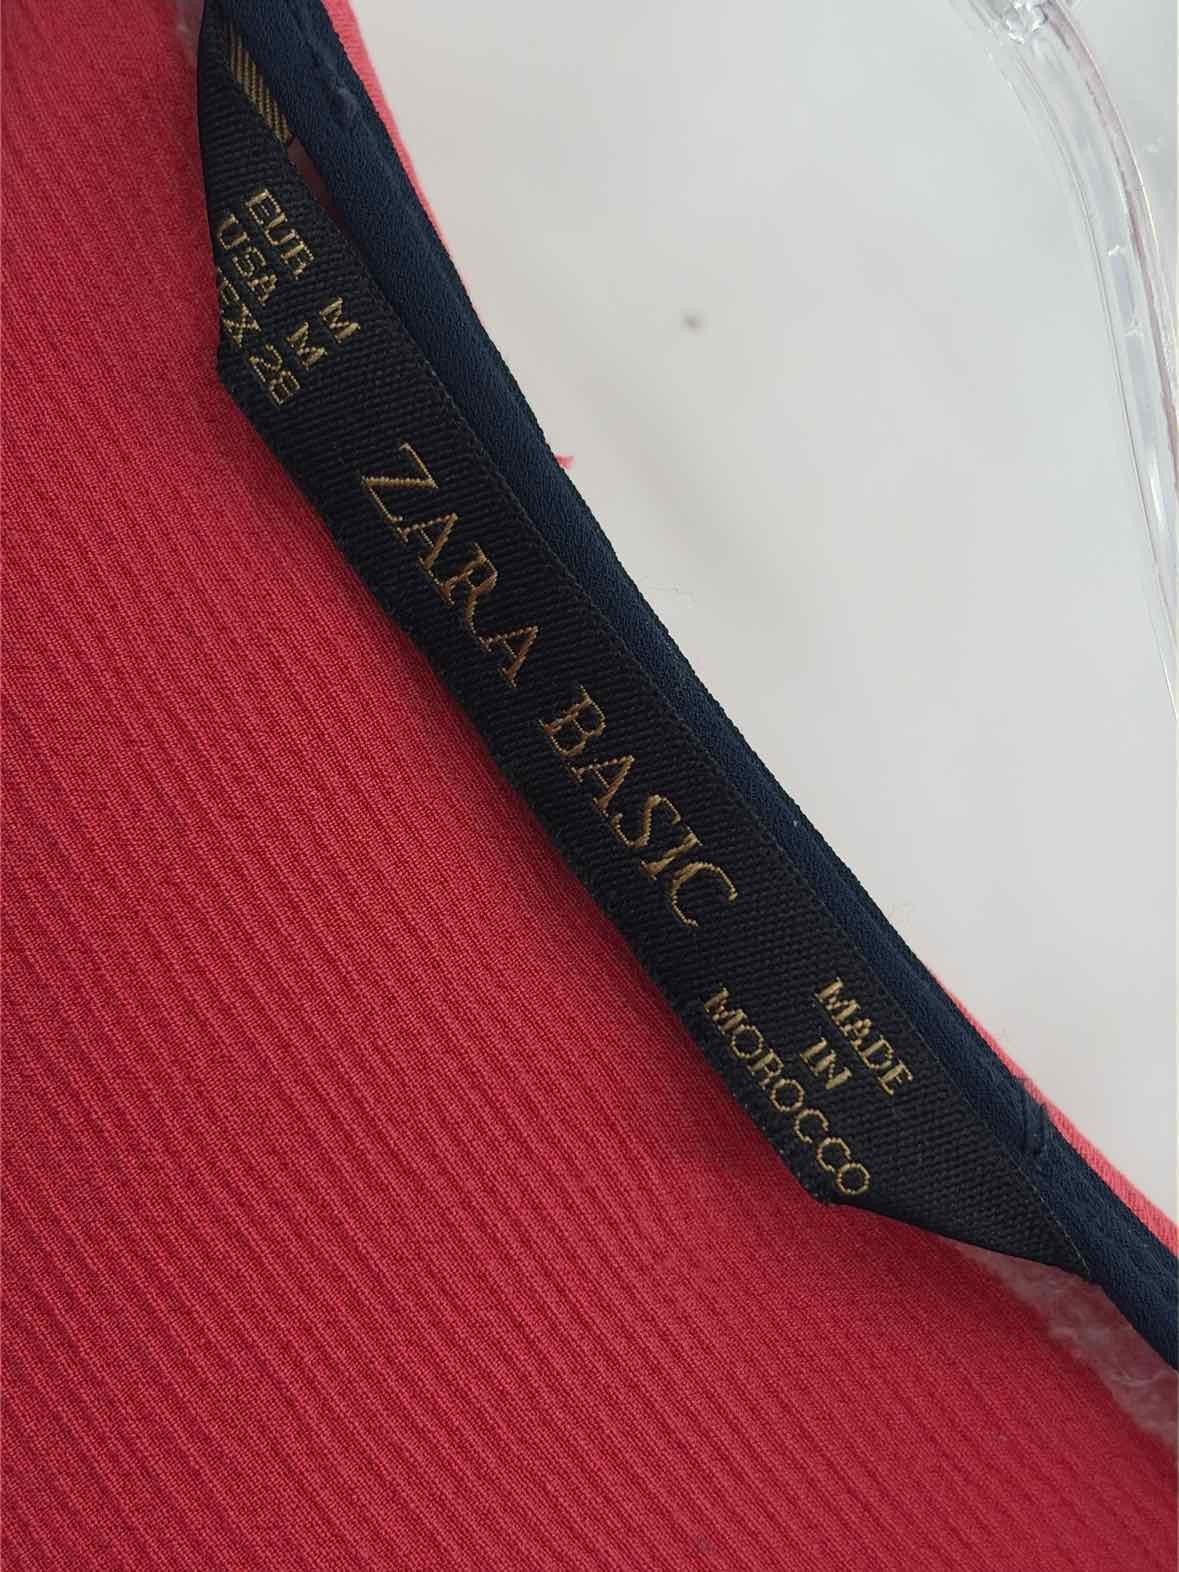 EUR M
USA M
MEX 28
ZARA BASIC
MADE
IN
MOROCCO